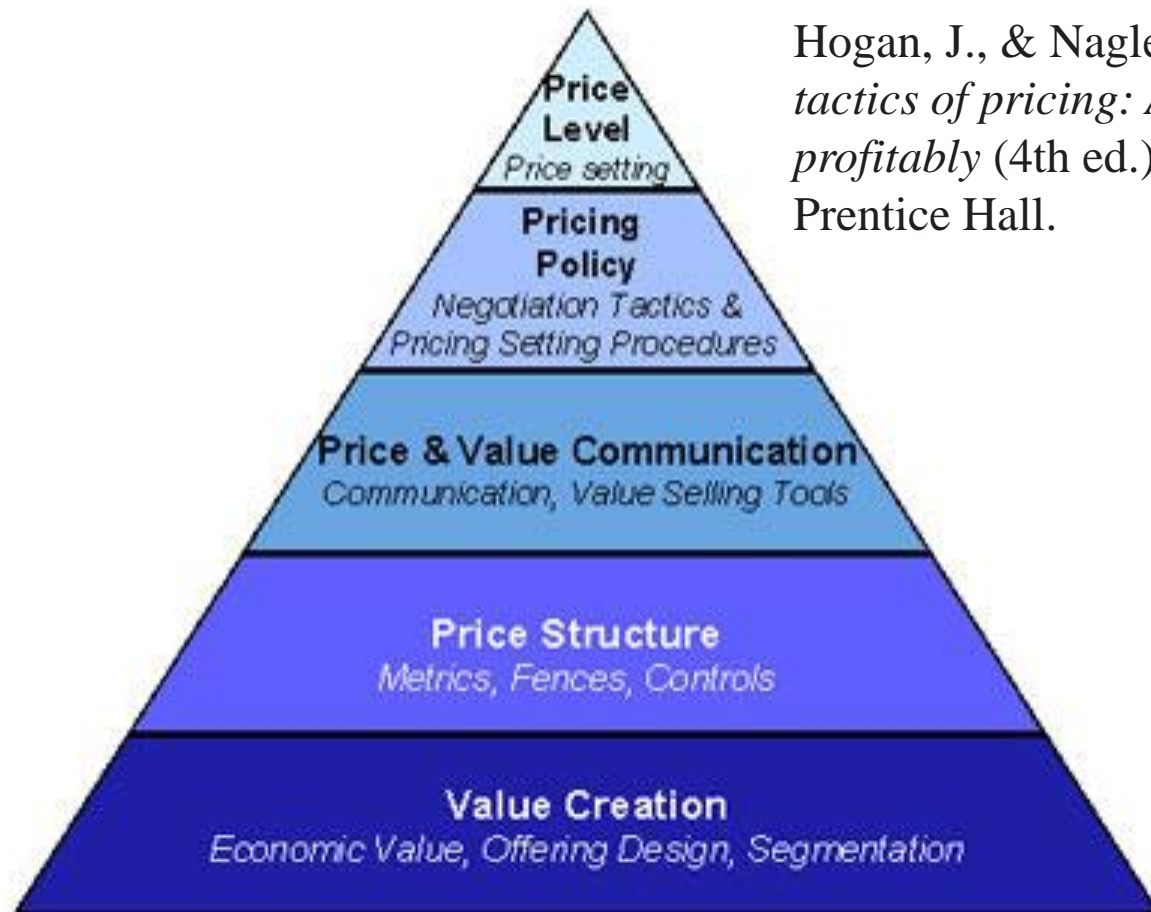 Hogan, J., & Nagle
tactics of pricing: A
profitably (4th ed.)
Prentice Hall.
Price
Level
Price setting
Pricing
Policy
Negotiation Tactics &
Pricing Setting Procedures
Price & Value Communication
Communication, Value Selling Tools
Price Structure
Metrics, Fences, Controls
Value Creation
Economic Value, Offering Design, Segmentation